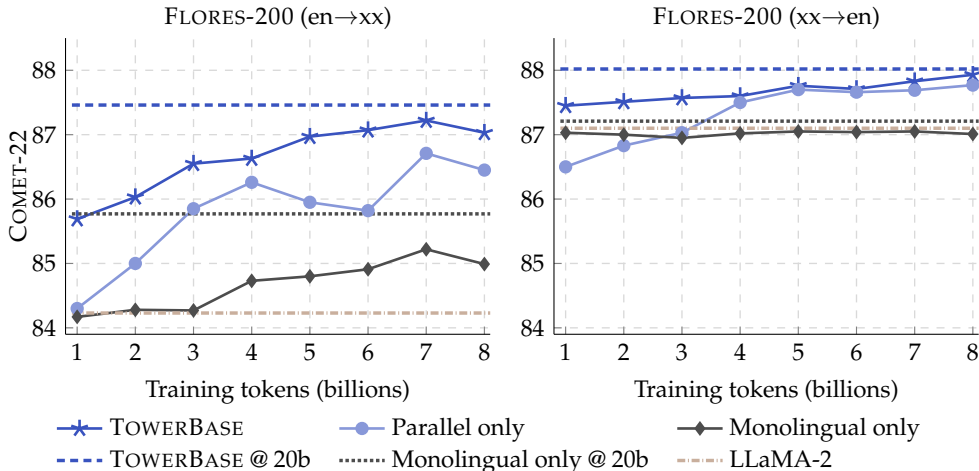 FLORES-200 (en→xx)
FLORES-200 (xx→en)
COMET-22
88
87
86
85
84
1 2 3 4 5 6 7 8
Training tokens (billions)
88
87
86
85
84
1 2 3 4 5 6 7 8
Training tokens (billions)
TOWERBASE
Parallel only
Monolingual only
TOWERBASE @ 20b
Monolingual only @ 20b
LLaMA-2